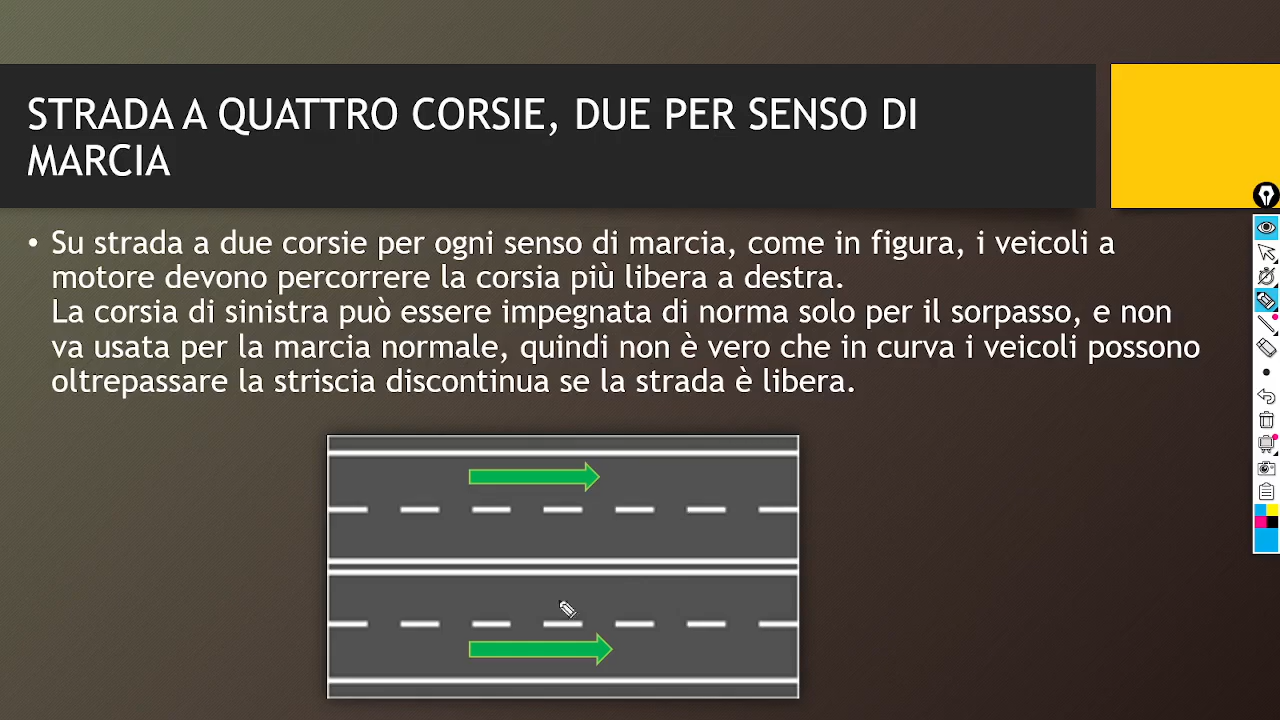 STRADA A QUATTRO CORSIE, DUE PER SENSO DI
MARCIA
• Su strada a due corsie per ogni senso di marcia, come in figura, i veicoli a
motore devono percorrere la corsia più libera a destra.
La corsia di sinistra può essere impegnata di norma solo per il sorpasso, e non
va usata per la marcia normale, quindi non è vero che in curva i veicoli possono
oltrepassare la striscia discontinua se la strada è libera.